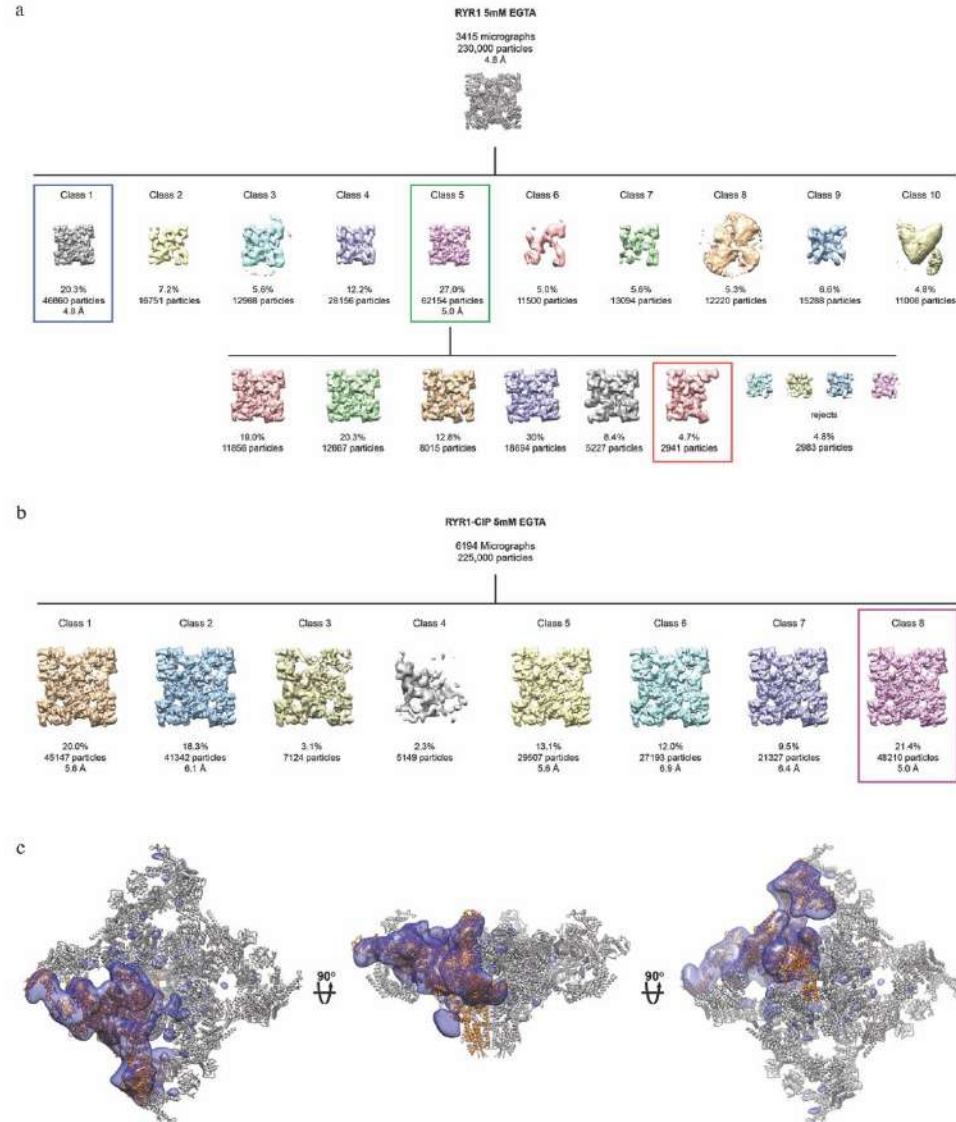 a
RYR1 5mM EGTA
3415 micrographs
230,000 particles
4.8 Å
Class 1 Class 2 Class 3 Class 4 Class 5 Class 6 Class 7 Class 8 Class 9 Class 10
20.3% 7.2% 5.6% 12.2% 27.0% 5.0% 5.6% 5.3% 6.6% 4.8%
46860 particles 16751 particles 12968 particles 28156 particles 62154 particles 11500 particles 13094 particles 12220 particles 15288 particles 11008 particles
4.8 Å 5.0 Å
rejects
19.0% 20.3% 12.8% 30% 8.4% 4.7% 4.8%
11856 particles 12667 particles 8015 particles 18694 particles 5227 particles 2941 particles 2983 particles
b
RYR1-CIP 5mM EGTA
6194 Micrographs
225,000 particles
Class 1 Class 2 Class 3 Class 4 Class 5 Class 6 Class 7 Class 8
20.0% 18.3% 3.1% 2.3% 13.1% 12.0% 9.5% 21.4%
45147 particles 41342 particles 7124 particles 5149 particles 29507 particles 27193 particles 21327 particles 48210 particles
5.6 Å 6.1 Å 5.6 Å 6.9 Å 6.4 Å 5.0 Å
c
90° 90°